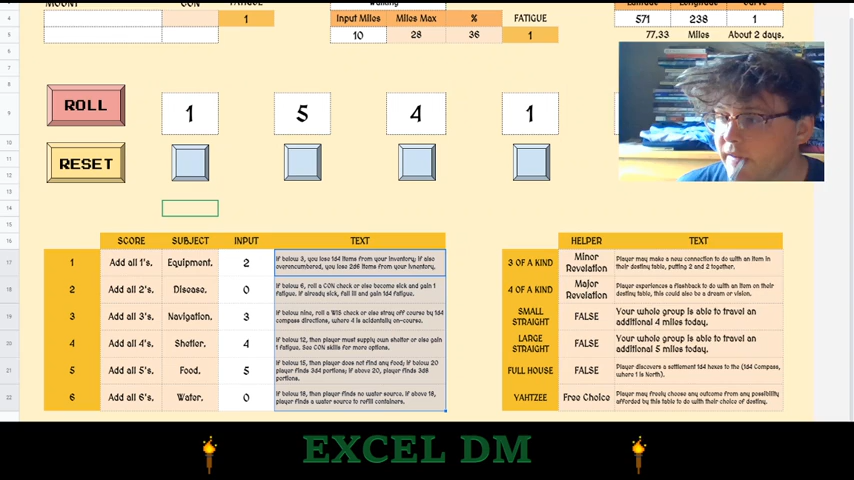 MOUNT CON FATIGUE
1
Walking
Input Miles Miles Max % FATIGUE
10 28 36 1
Latitude Longitude Curve
571 238 1
77.33 Miles About 2 days.
ROLL
1 5 4 1
RESET
SCORE SUBJECT INPUT TEXT
1 Add all 1's. Equipment. 2 If below 3, you lose 1d4 items from your inventory; if also
overencumbered, you lose 2d6 items from your inventory.
2 Add all 2's. Disease. 0 If below 6, roll a CON check or else become sick and gain 1
fatigue. If already sick, fall ill and gain 1d4 fatigue.
3 Add all 3's. Navigation. 3 If below nine, roll a WIS check or else stray off course by 1d4
compass directions, where 4 is acidentally on-course.
4 Add all 4's. Shelter. 4 If below 12, then player must supply own shelter or else gain
1 fatigue. See CON skills for more options.
5 Add all 5's. Food. 5 If below 15, then player does not find any food; if below 20
player finds 3d4 portions; if above 20, player finds 3d8
portions.
6 Add all 6's. Water. 0 If below 18, then player finds no water source. If above 18,
player finds a water source to refill containers.
HELPER TEXT
3 OF A KIND Minor Revelation Player may make a new connection to do with an item in
their destiny table, putting 2 and 2 together.
4 OF A KIND Major Revelation Player experiences a flashback to do with an item on their
destiny table, this could also be a dream or vision.
SMALL STRAIGHT FALSE Your whole group is able to travel an
additional 4 miles today.
LARGE STRAIGHT FALSE Your whole group is able to travel an
additional 5 miles today.
FULL HOUSE FALSE Player discovers a settlement 1d4 hexes to the (1d4 Compass,
where 1 is North).
YAHTZEE Free Choice Player may freely choose any outcome from any possibility
afforded by this table to do with their choice of destiny.
EXCEL DM